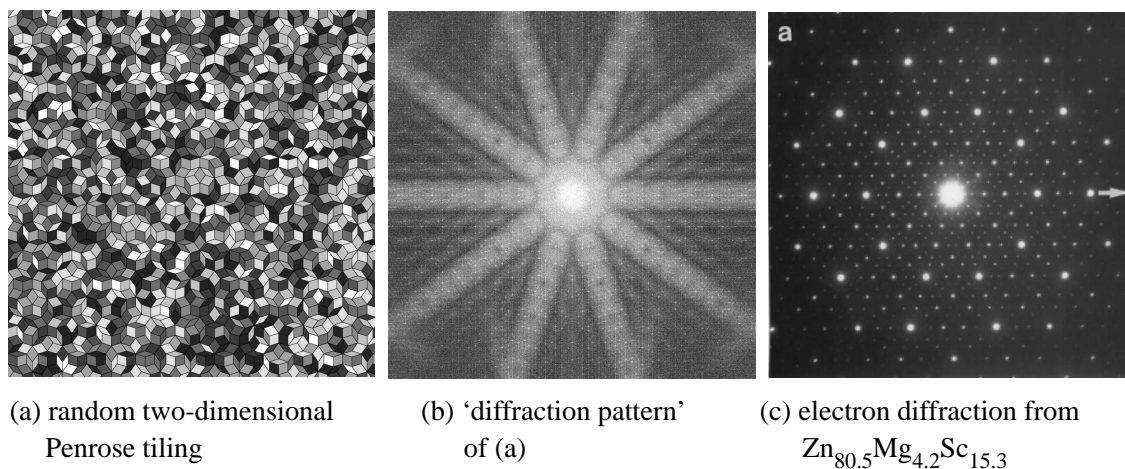 a
(a) random two-dimensional
Penrose tiling
(b) ‘diffraction pattern’
of (a)
(c) electron diffraction from
Zn80.5Mg4.2Sc15.3